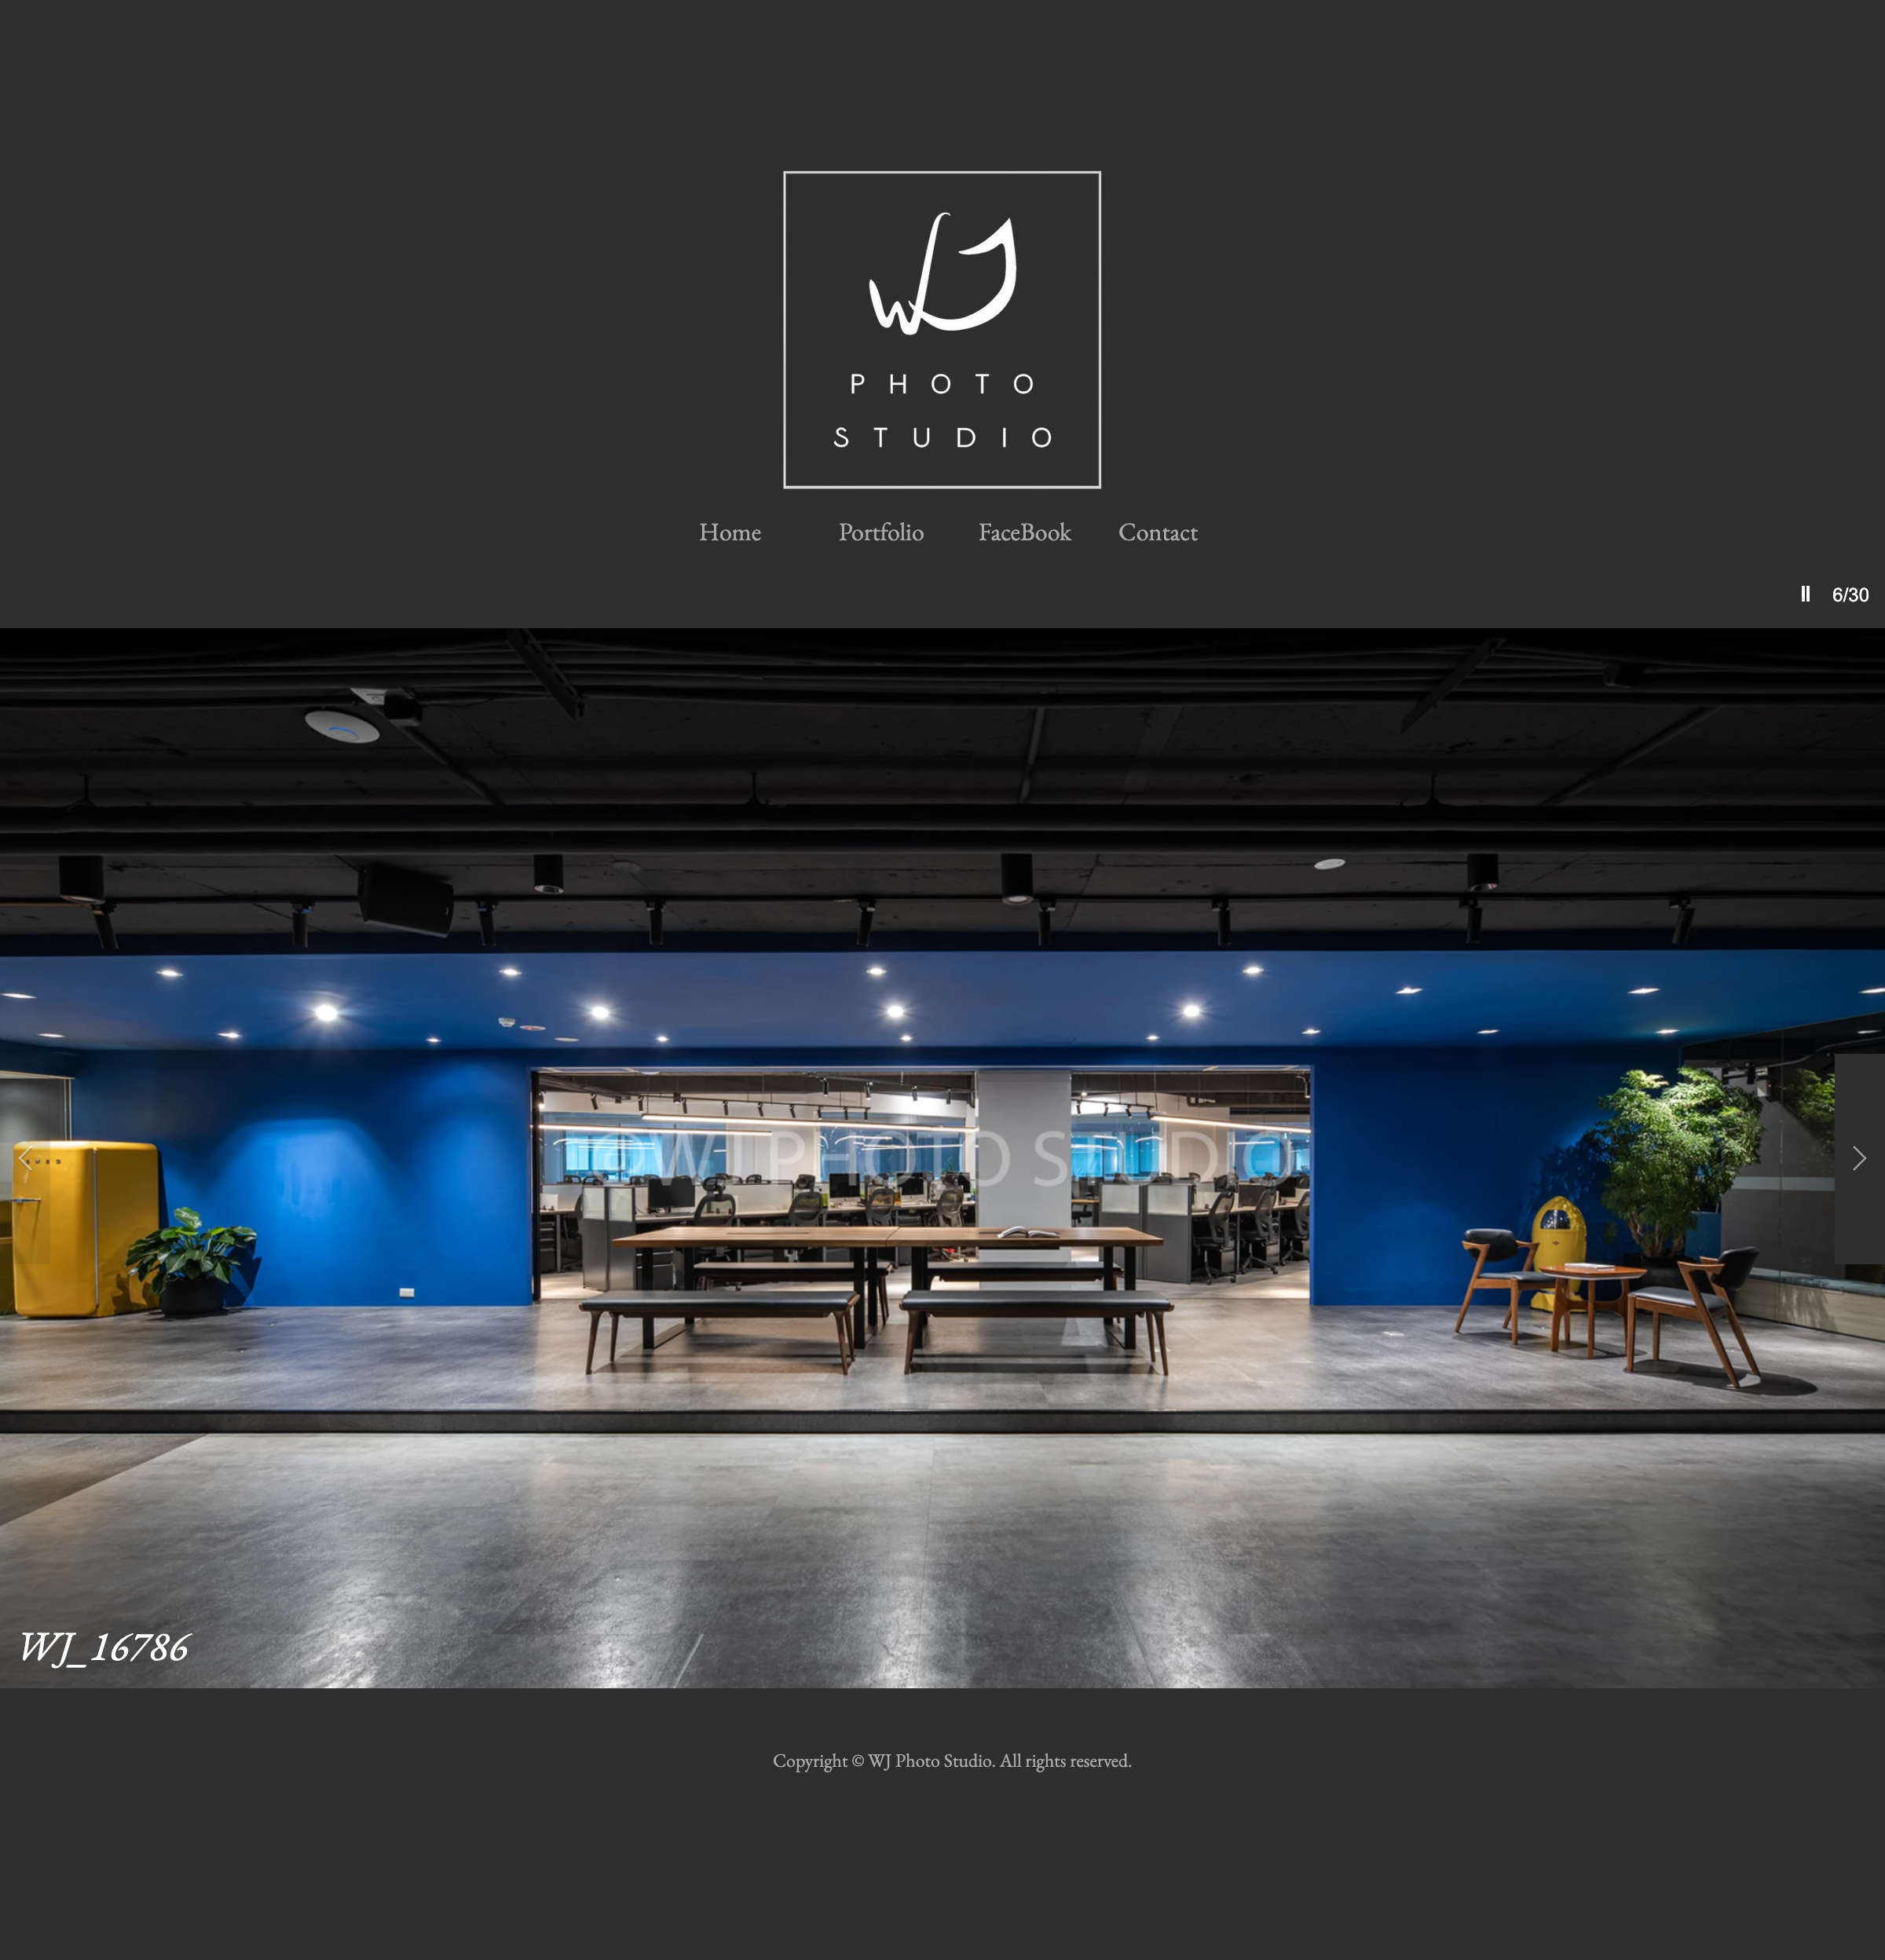 WJ
PHOTO
STUDIO
Home Portfolio FaceBook Contact
6/30
©WJ PHOTO STUDIO
WJ_16786
Copyright © WJ Photo Studio. All rights reserved.